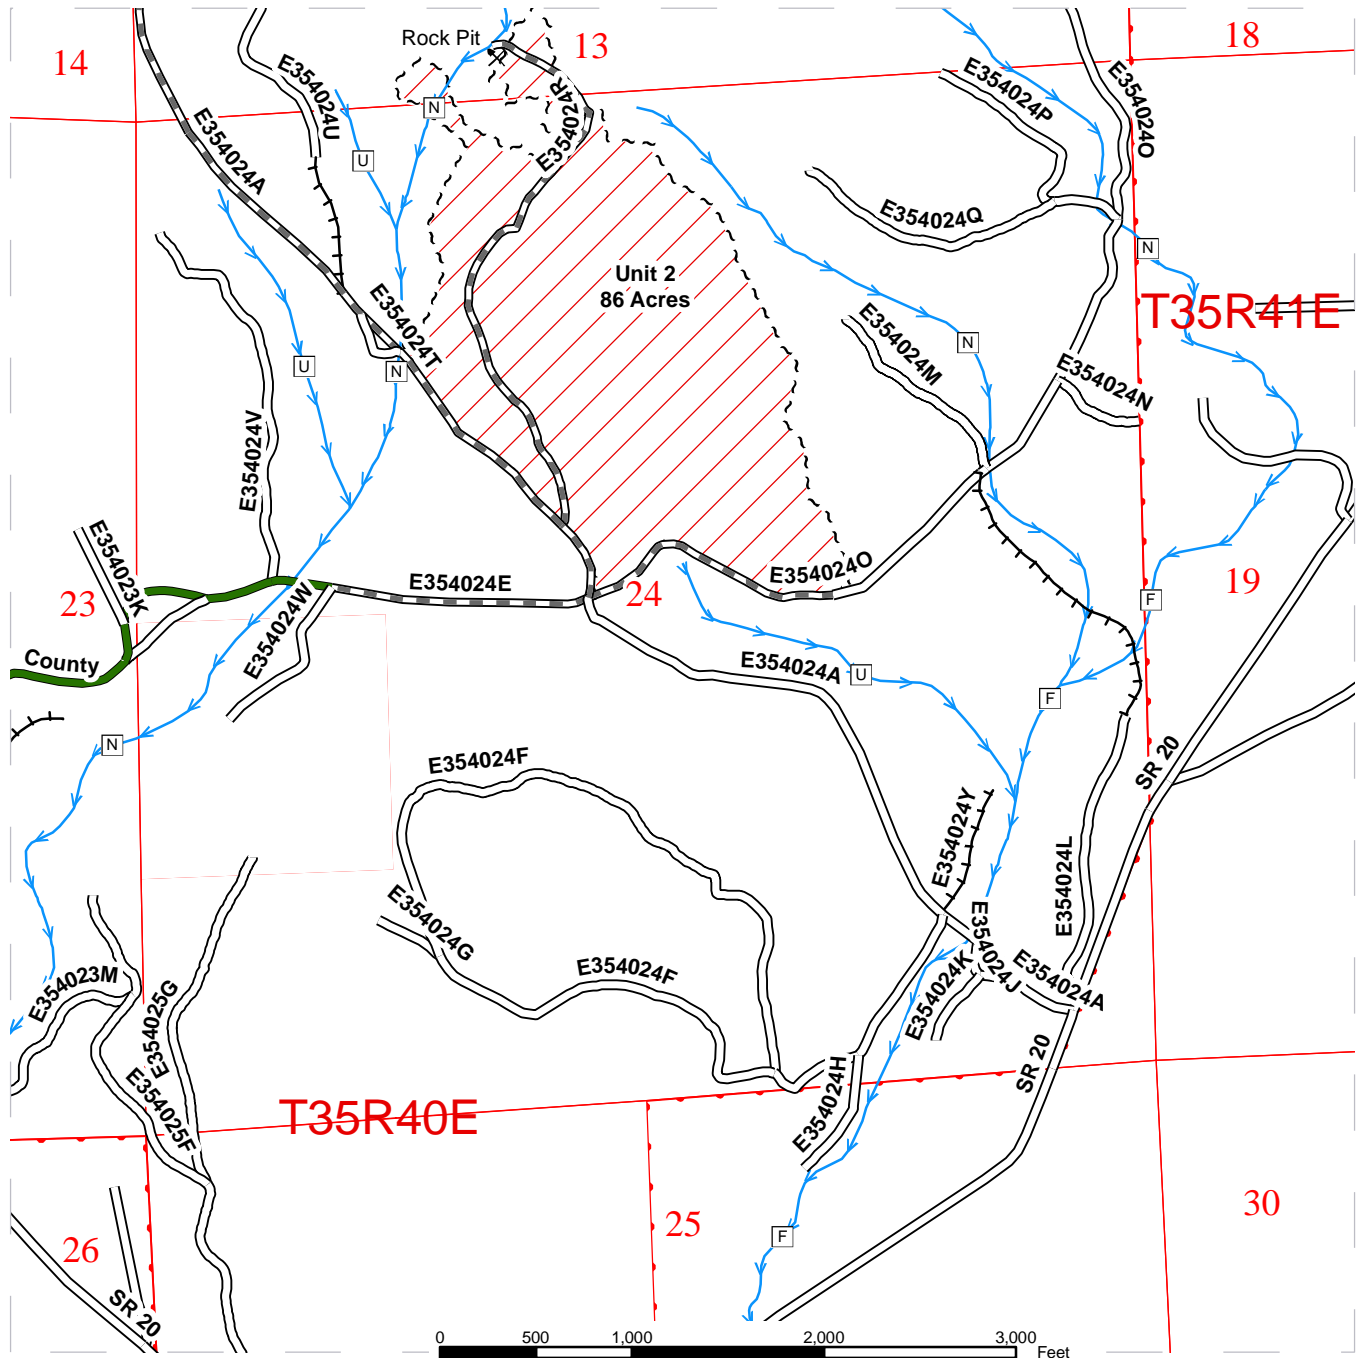 Rock Pit
13
18
14
E354024U
E354024P
E354024O
N
E354024R
E354024A
U
E354024Q
N
Unit 2
86 Acres
T35R41E
E354024T
E354024M
N
U
N
E354024N
E354024V
E354023K
E354024E
E354024O
23
24
19
F
E354024W
County
E354024A
U
F
N
E354024F
SR 20
E354024Y
E354024L
E354024G
E354024J
E354024F
E354024K
E354024A
E354023M
E354025G
SR 20
E354024H
E354025F
T35R40E
30
25
F
26
SR 20
0 500 1,000 2,000 3,000
Feet